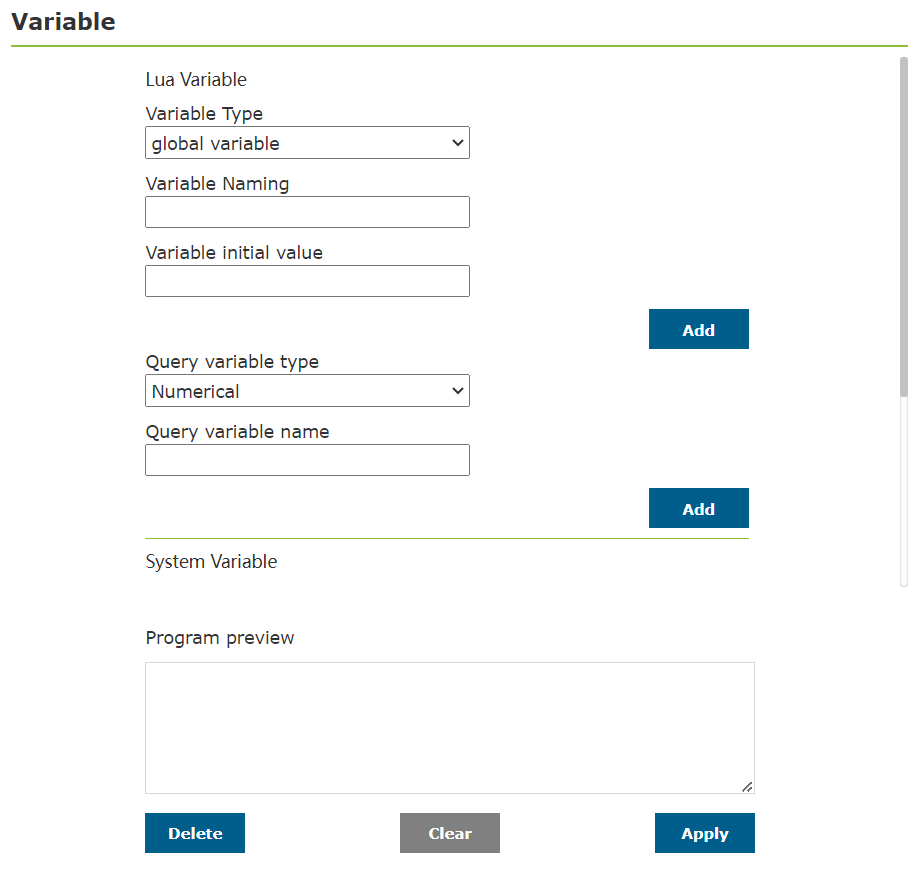 Variable
Lua Variable
Variable Type
global variable
Variable Naming
Variable initial value
Add
Query variable type
Numerical
Query variable name
Add
System Variable
Program preview
Delete
Clear
Apply